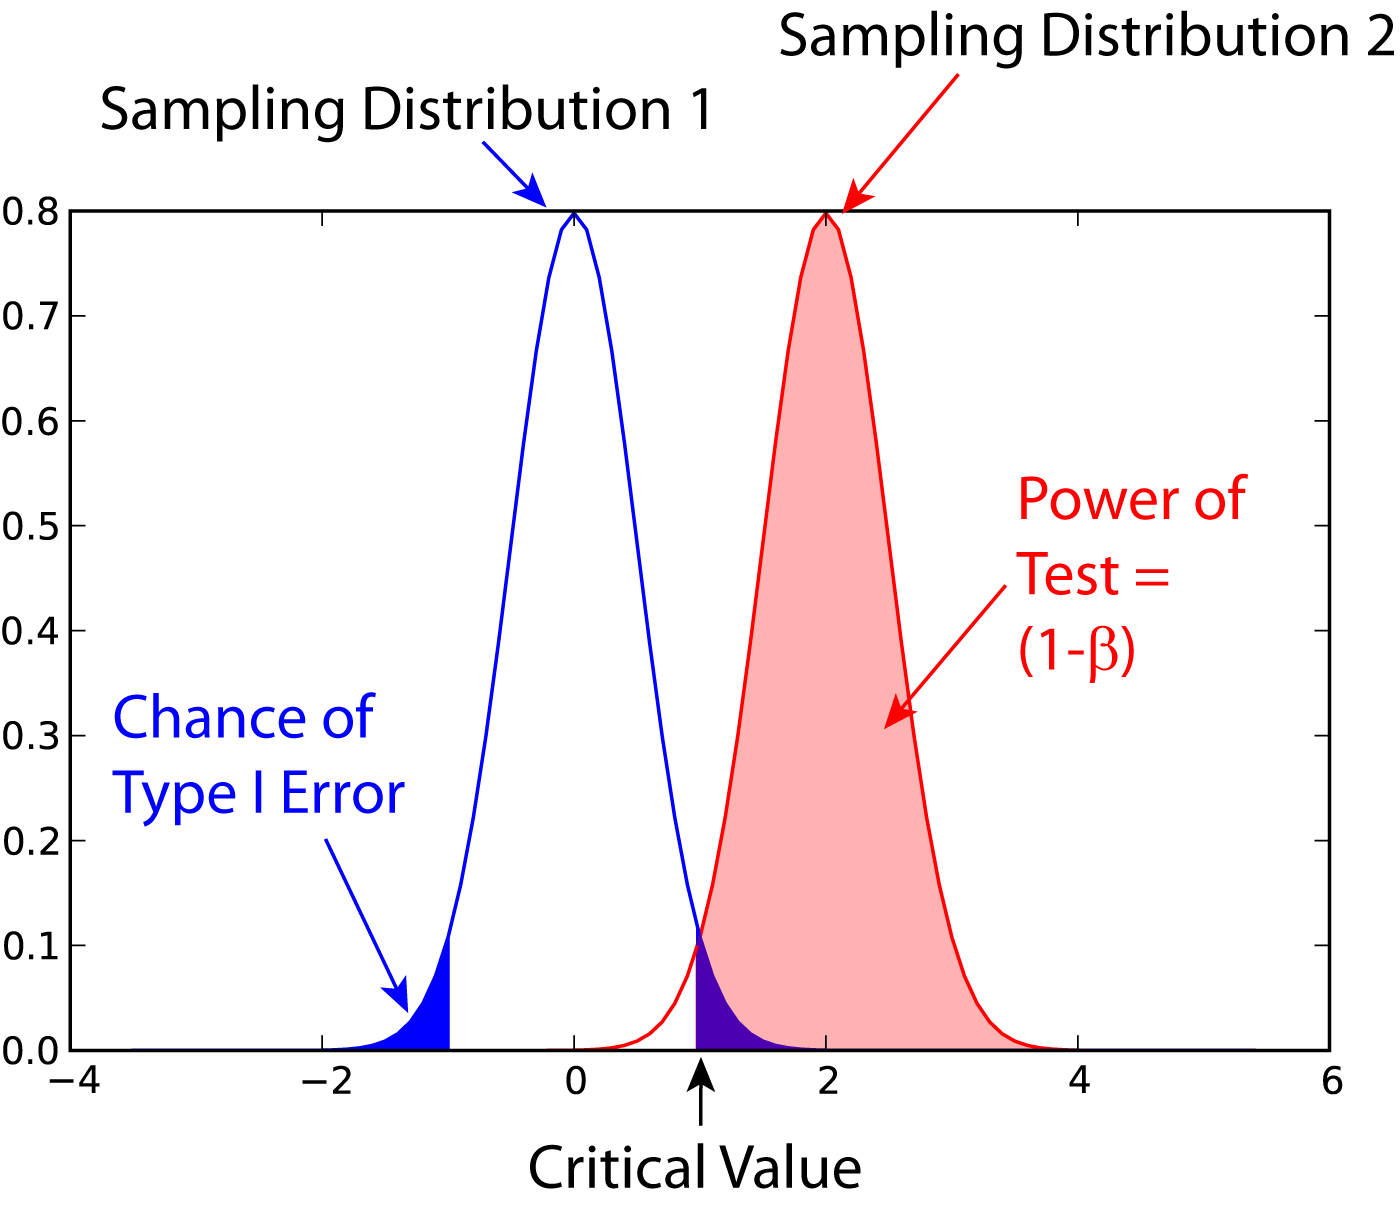 Sampling Distribution 2
Sampling Distribution 1
0.8
0.7
0.6
0.5
0.4
0.3
0.2
0.1
0.0
Power of
Test =
(1-β)
Chance of
Type I Error
−4
−2
0
2
4
6
Critical Value